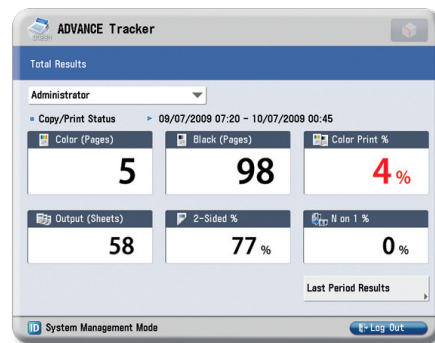 ADVANCE Tracker
Total Results
Administrator
Copy/Print Status 09/07/2009 07:20 - 10/07/2009 00:45
Color (Pages) Black (Pages) Color Print %
5 98 4 %
Output (Sheets) 2-Sided % N on 1 %
58 77 % 0 %
Last Period Results
ID System Management Mode Log Out